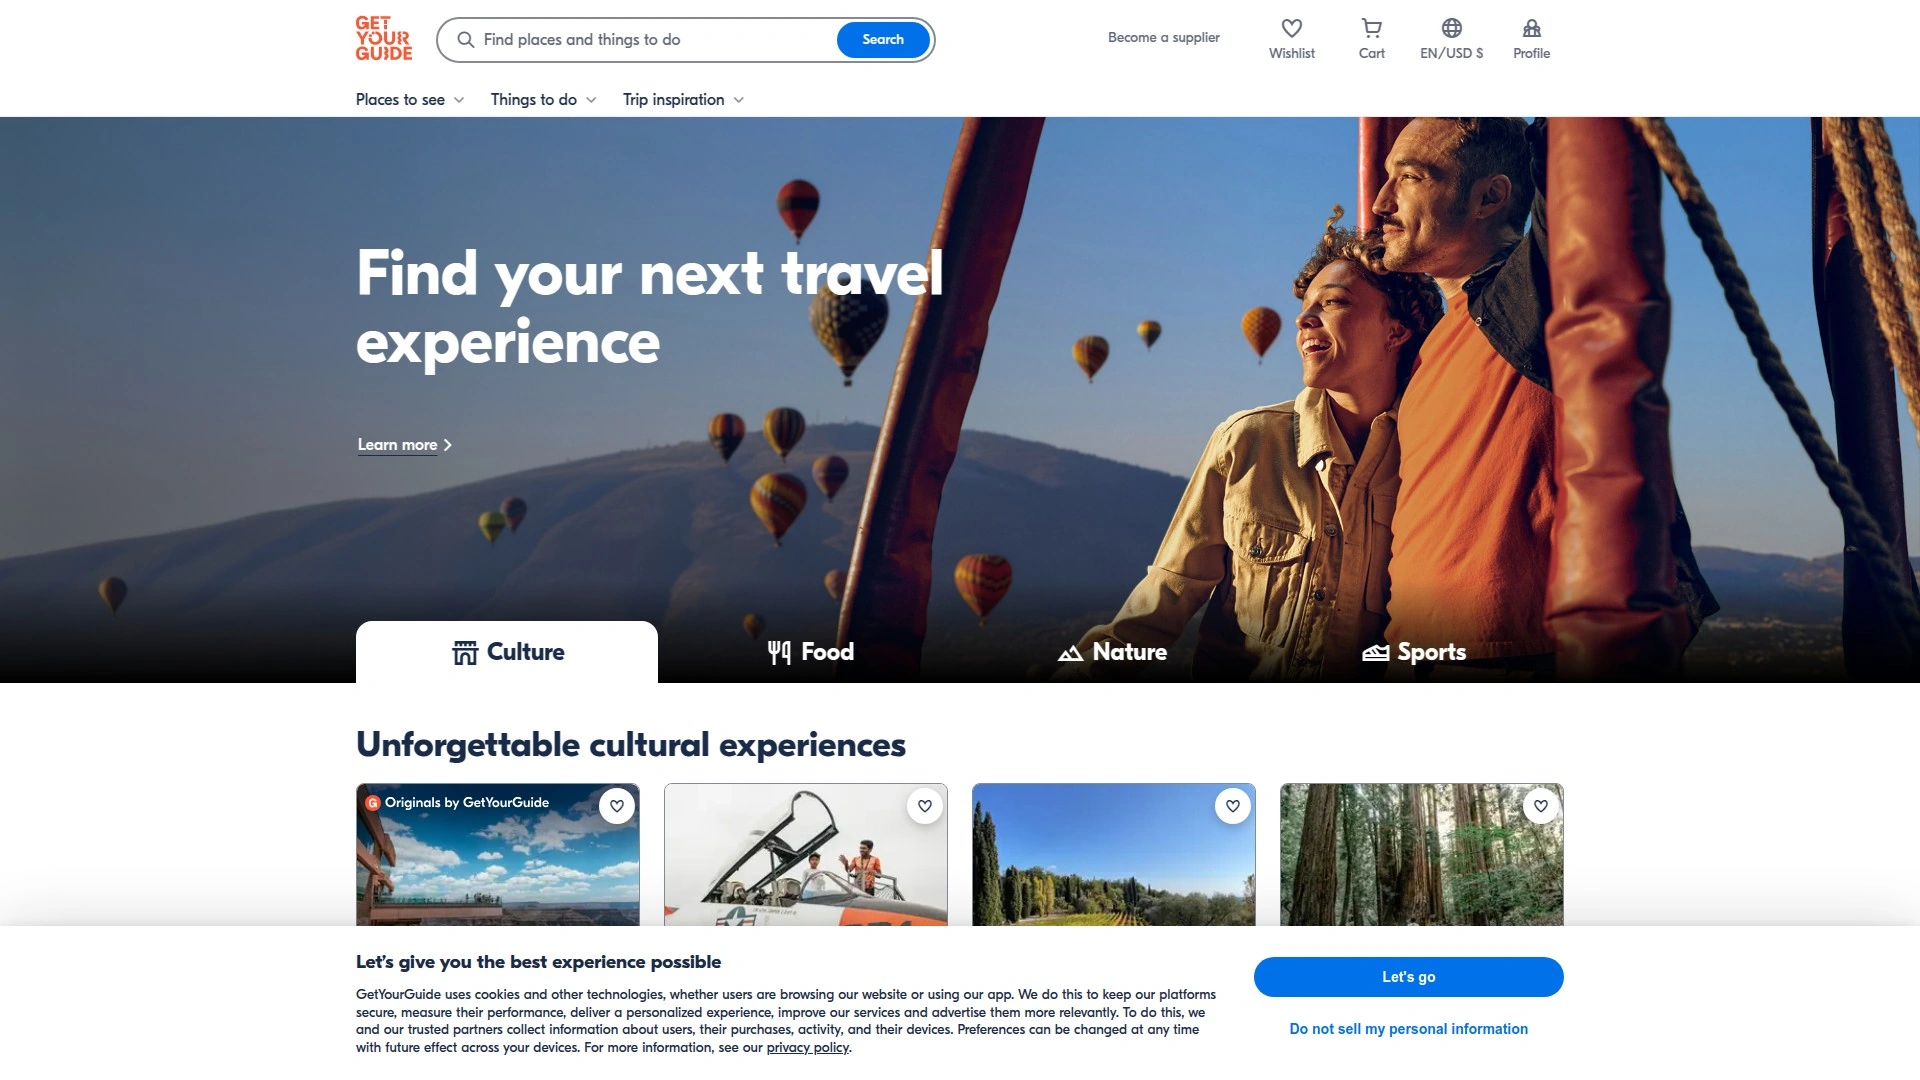 GET
YOUR
GUIDE
Find places and things to do
Search
Become a supplier
Wishlist
Cart
EN/USD $
Profile
Places to see
Things to do
Trip inspiration
Find your next travel
experience
Learn more
Culture
Food
Nature
Sports
Unforgettable cultural experiences
G Originals by GetYourGuide
Let's give you the best experience possible
GetYourGuide uses cookies and other technologies, whether users are browsing our website or using our app. We do this to keep our platforms
secure, measure their performance, deliver a personalized experience, improve our services and advertise them more relevantly. To do this, we
and our trusted partners collect information about users, their purchases, activity, and their devices. Preferences can be changed at any time
with future effect across your devices. For more information, see our privacy policy.
Let's go
Do not sell my personal information